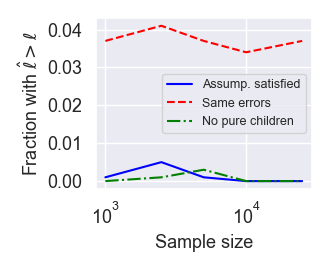 Fraction with ℓ̂ > ℓ
0.04
0.03
0.02
0.01
0.00
Assump. satisfied
Same errors
No pure children
10³
10⁴
Sample size